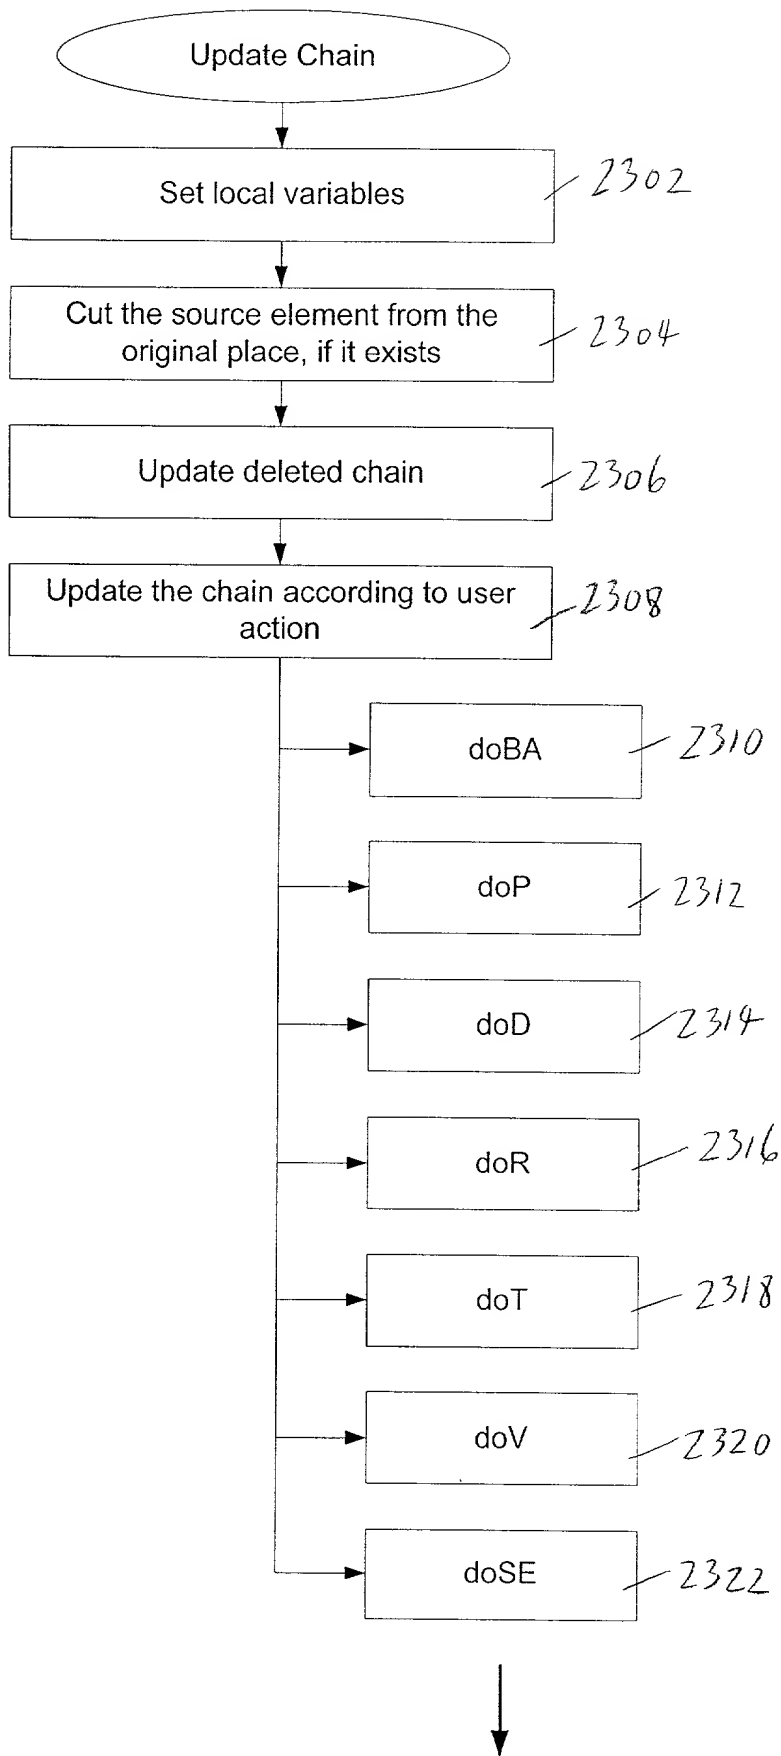 Update Chain
Set local variables
2302
Cut the source element from the
original place, if it exists
2304
Update deleted chain
2306
Update the chain according to user
action
2308
doBA
2310
doP
2312
doD
2314
doR
2316
doT
2318
doV
2320
doSE
2322